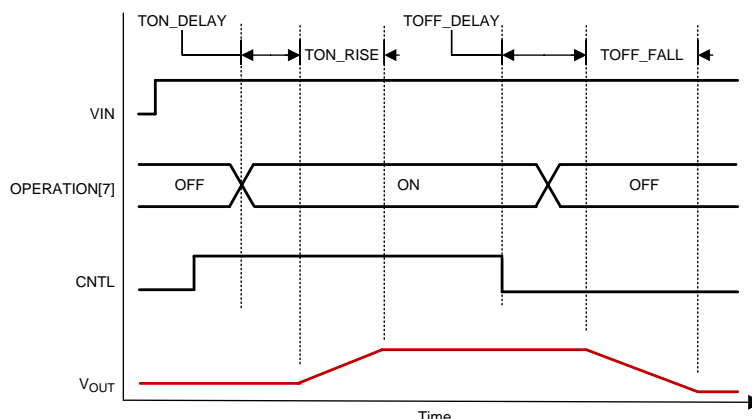 TON_DELAY TOFF_DELAY
TON_RISE TOFF_FALL
VIN
OPERATION[7] OFF ON OFF
CNTL
VOUT
Time